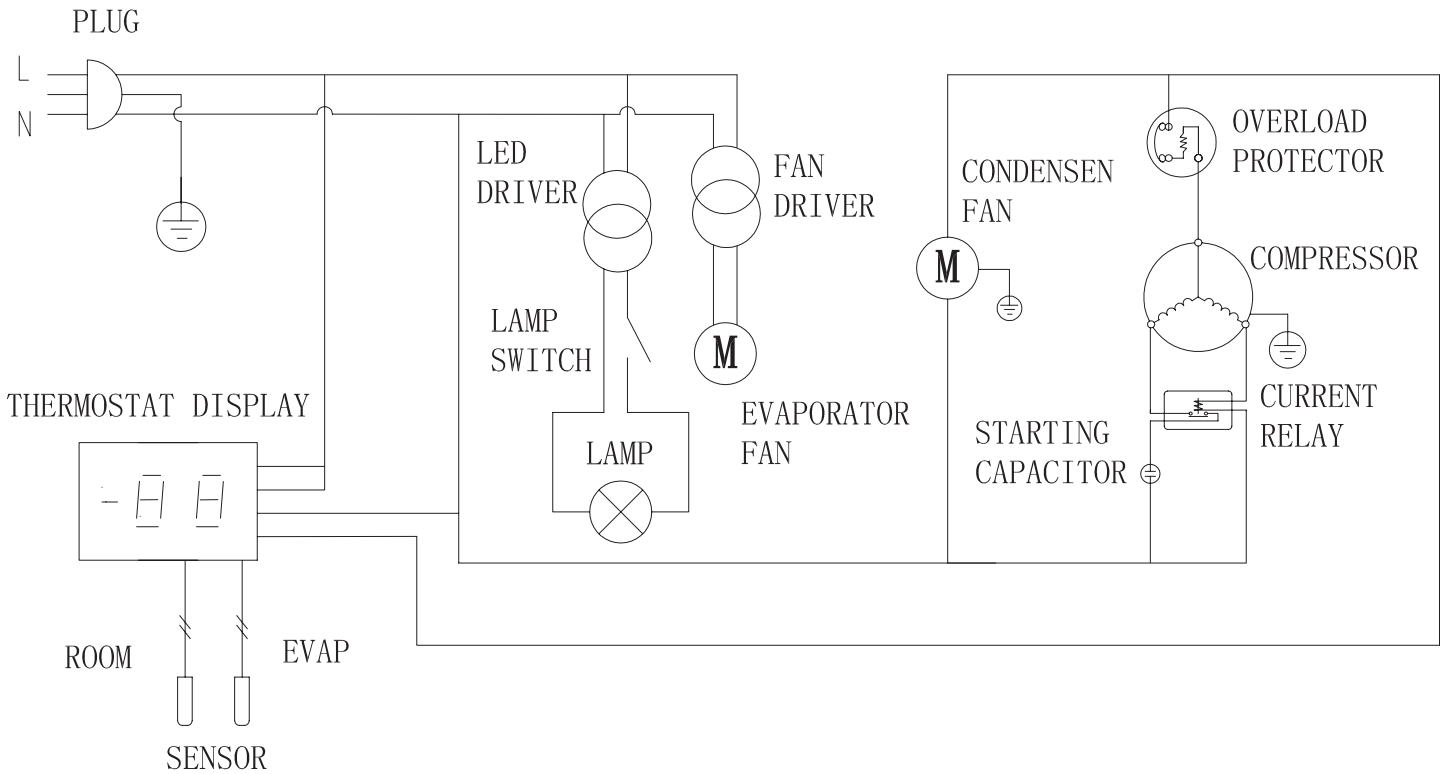 PLUG
L
N
LED
DRIVER
FAN
DRIVER
CONDENSEN
FAN
OVERLOAD
PROTECTOR
M
COMPRESSOR
LAMP
SWITCH
M
THERMOSTAT DISPLAY
EVAPORATOR
FAN
CURRENT
RELAY
STARTING
CAPACITOR
LAMP
-88
ROOM
EVAP
SENSOR